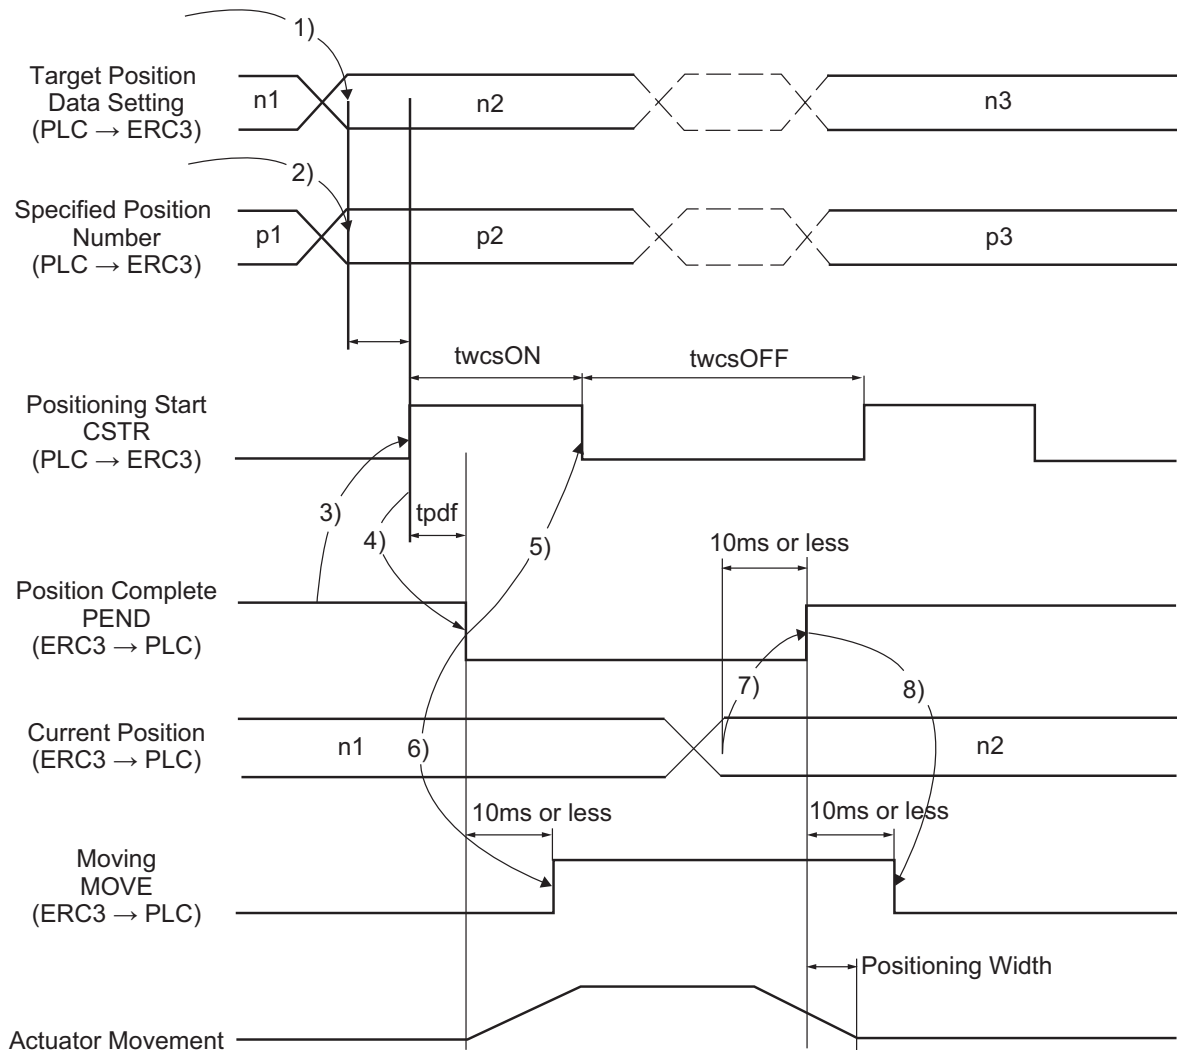 1)
Target Position
Data Setting
(PLC → ERC3)
n1
n2
n3
2)
Specified Position
Number
(PLC → ERC3)
p1
p2
p3
twcsON
twcsOFF
Positioning Start
CSTR
(PLC → ERC3)
3)
4)
tpdf
5)
10ms or less
Position Complete
PEND
(ERC3 → PLC)
7)
8)
Current Position
(ERC3 → PLC)
n1
6)
n2
10ms or less
10ms or less
Moving
MOVE
(ERC3 → PLC)
Positioning Width
Actuator Movement